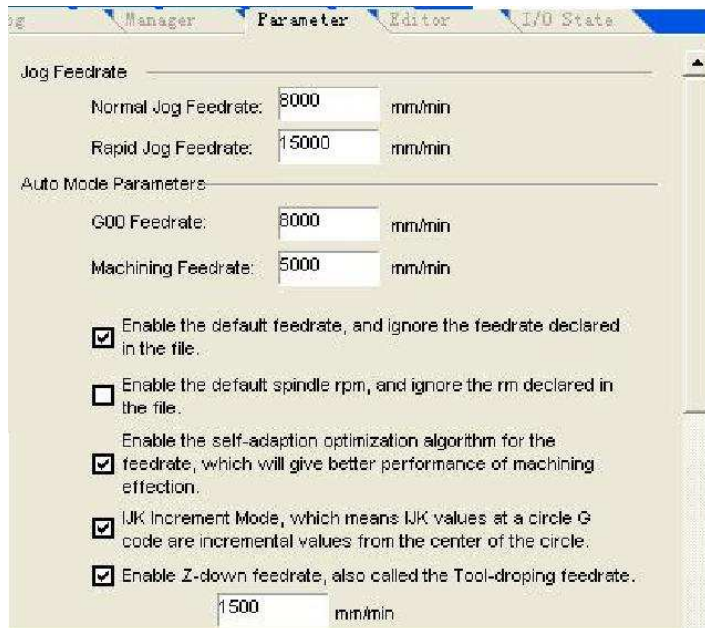 og Manager Parameter Editor I/O State
Jog Feedrate
Normal Jog Feedrate: 8000 mm/min
Rapid Jog Feedrate: 15000 mm/min
Auto Mode Parameters
G00 Feedrate: 8000 mm/min
Machining Feedrate: 5000 mm/min
Enable the default feedrate, and ignore the feedrate declared
in the file.
Enable the default spindle rpm, and ignore the rm declared in
the file.
Enable the self-adaption optimization algorithm for the
feedrate, which will give better performance of machining
effection.
IJK Increment Mode, which means IJK values at a circle G
code are incremental values from the center of the circle.
Enable Z-down feedrate, also called the Tool-droping feedrate.
1500 mm/min